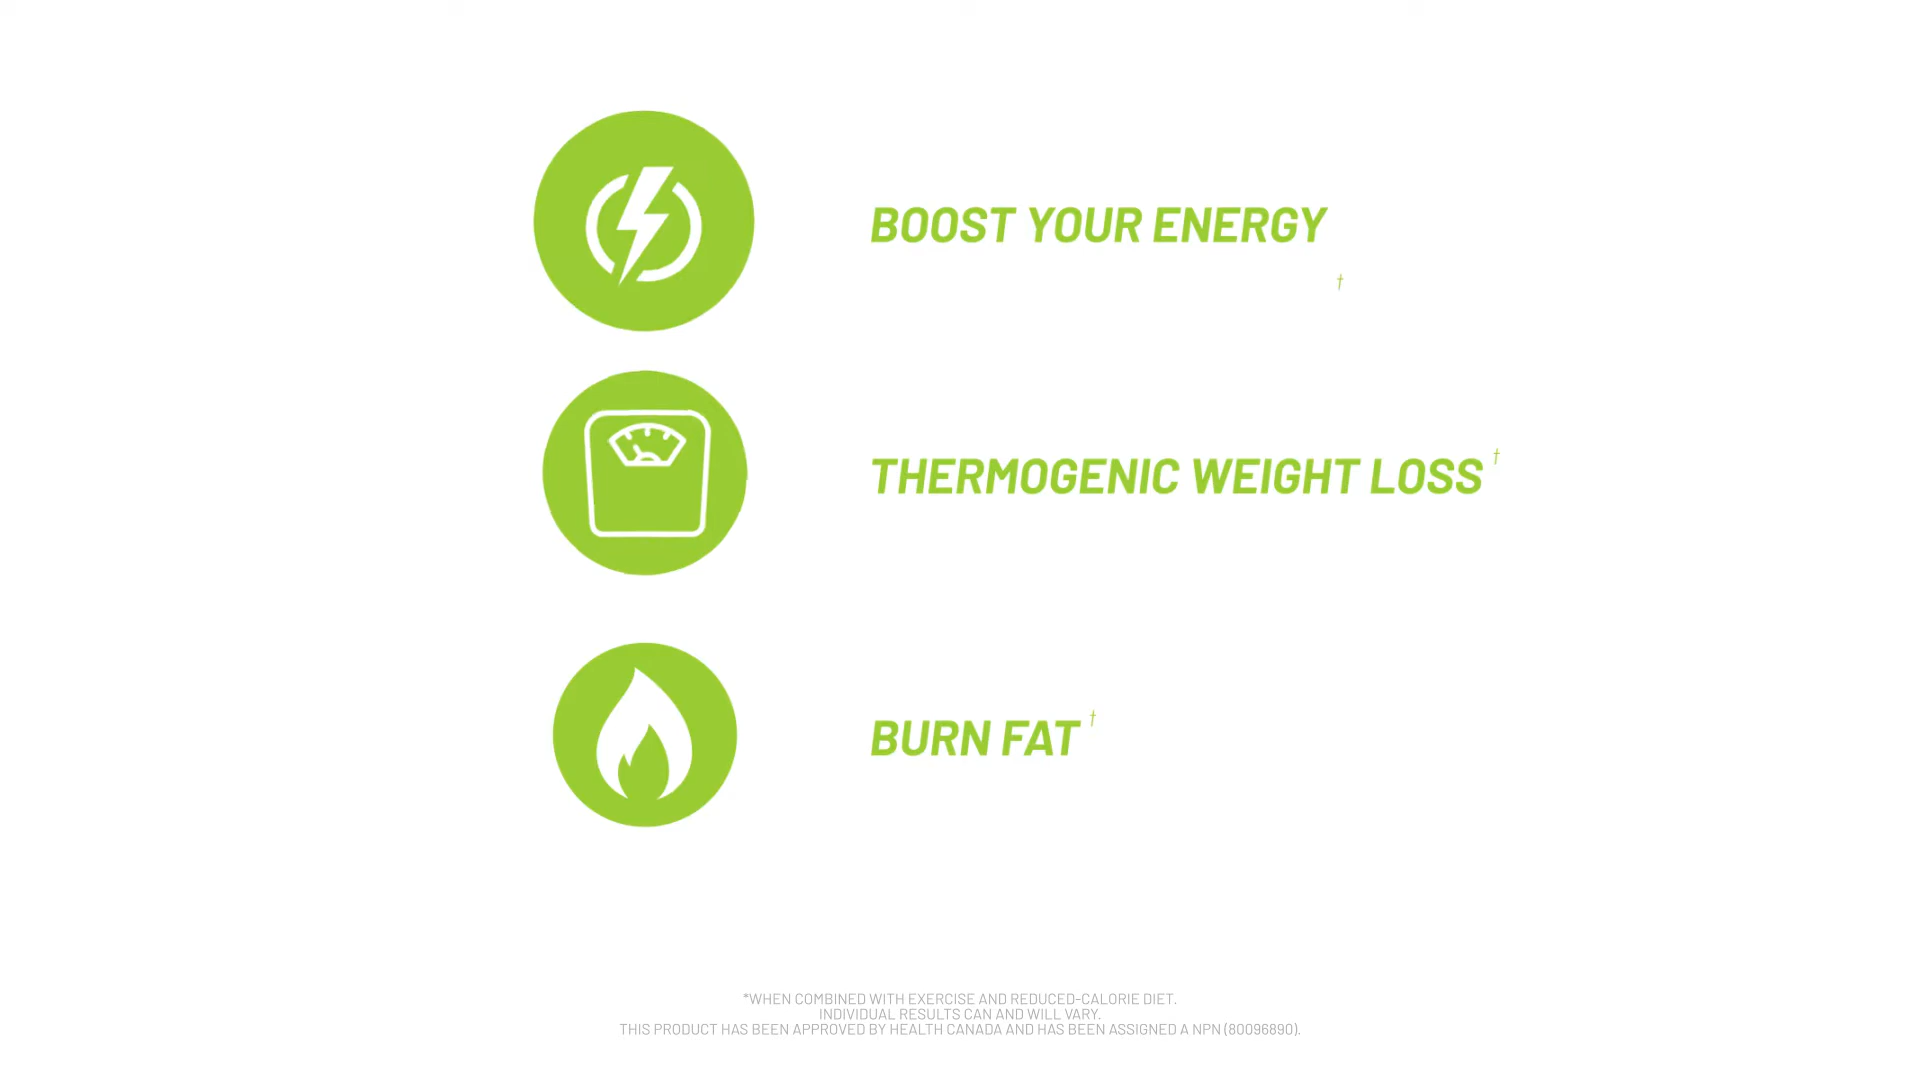 BOOST YOUR ENERGY
†
THERMOGENIC WEIGHT LOSS †
BURN FAT †
*WHEN COMBINED WITH EXERCISE AND REDUCED-CALORIE DIET.
INDIVIDUAL RESULTS CAN AND WILL VARY.
THIS PRODUCT HAS BEEN APPROVED BY HEALTH CANADA AND HAS BEEN ASSIGNED A NPN (80096890).